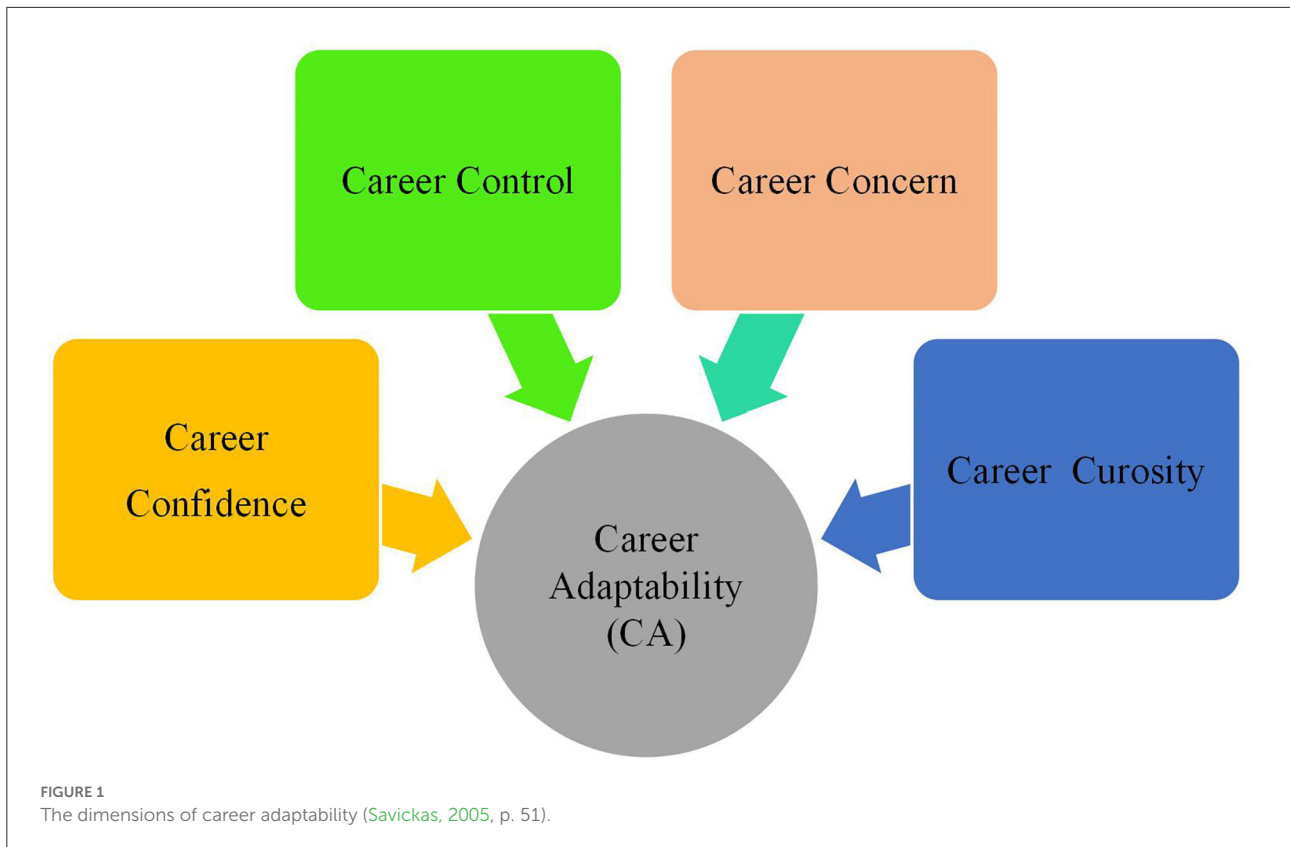 Career Control
Career Concern
Career
Confidence
Career Curosity
Career
Adaptability
(CA)
FIGURE 1
The dimensions of career adaptability (Savickas, 2005, p. 51).